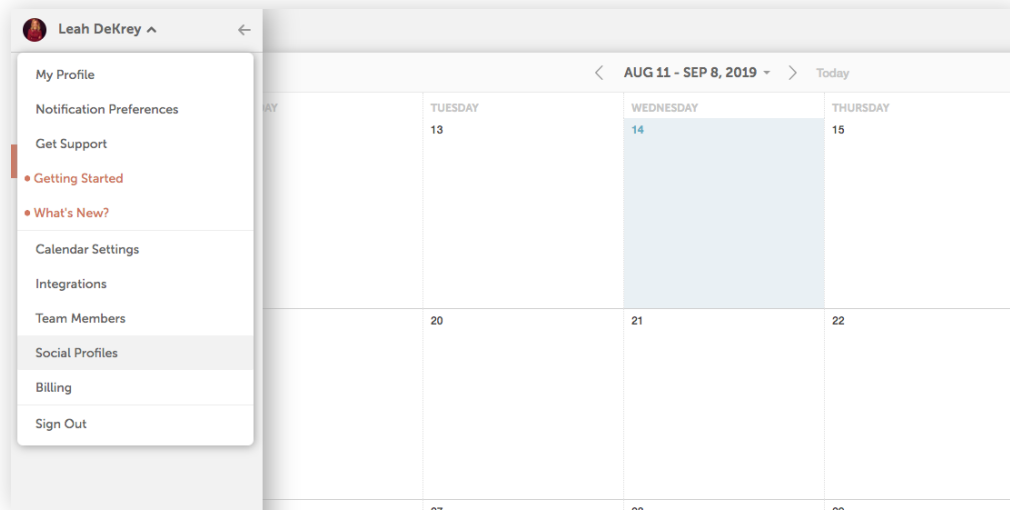 Leah DeKrey
My Profile
Notification Preferences
Get Support
Getting Started
What's New?
Calendar Settings
Integrations
Team Members
Social Profiles
Billing
Sign Out
AUG 11 - SEP 8, 2019
Today
AY TUESDAY WEDNESDAY THURSDAY
13 14 15
20 21 22